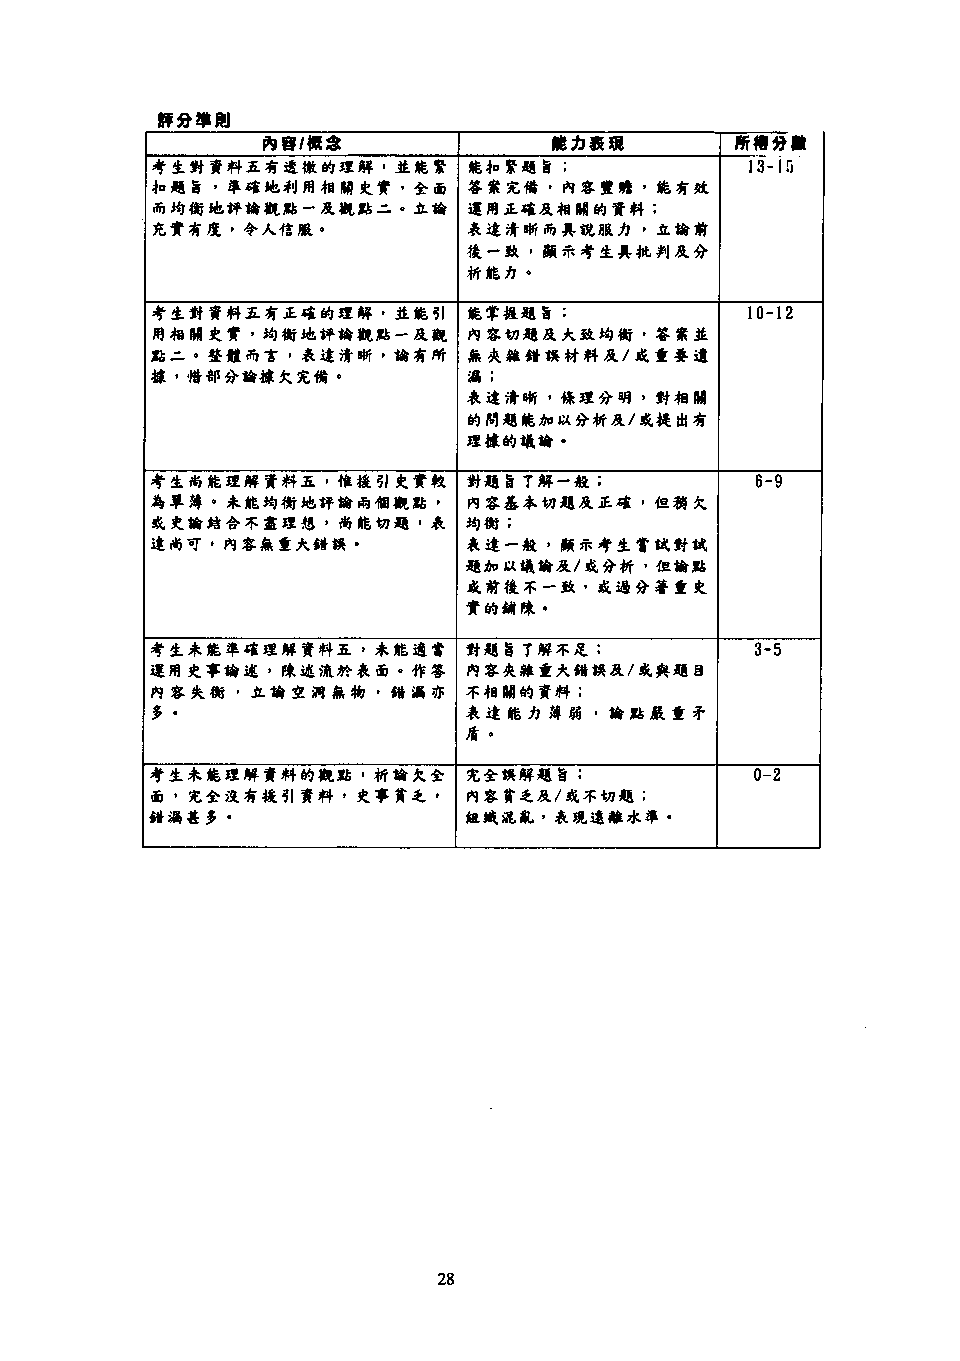 評分準則
內容/概念 能力表現 所得分數
考生對資料五有透徹的理解，並能緊
扣題旨，準確地利用相關史實，全面
而均衡地評論觀點一及觀點二。立論
充實有度，令人信服。
能扣緊題旨；
答案完備，內容豐贍，能有效
運用正確及相關的資料；
表達清晰而具說服力，立論前
後一致，顯示考生具批判及分
析能力。
13-15
考生對資料五有正確的理解，並能引
用相關史實，均衡地評論觀點一及觀
點二。整體而言，表達清晰，論有所
據，惜部分論據欠完備。
能掌握題旨；
內容切題及大致均衡，答案並
無夾雜錯誤材料及/或重要遺
漏；
表達清晰，條理分明，對相關
的問題能加以分析及/或提出有
理據的議論。
10-12
考生尚能理解資料五，惟援引史實較
為單薄。未能均衡地評論兩個觀點，
或史論結合不盡理想，尚能切題，表
達尚可，內容無重大錯誤。
對題旨了解一般；
內容基本切題及正確，但稍欠
均衡；
表達一般，顯示考生嘗試對試
題加以議論及/或分析，但論點
或前後不一致，或過分著重史
實的鋪陳。
6-9
考生未能準確理解資料五，未能適當
運用史事論述，陳述流於表面。作答
內容失衡，立論空洞無物，錯漏亦
多。
對題旨了解不足；
內容夾雜重大錯誤及/或與題目
不相關的資料；
表達能力薄弱，論點嚴重矛
盾。
3-5
考生未能理解資料的觀點，析論欠全
面，完全沒有援引資料，史事貧乏，
錯漏甚多。
完全誤解題旨；
內容貧乏及/或不切題；
組織混亂，表現遠離水準。
0-2
28